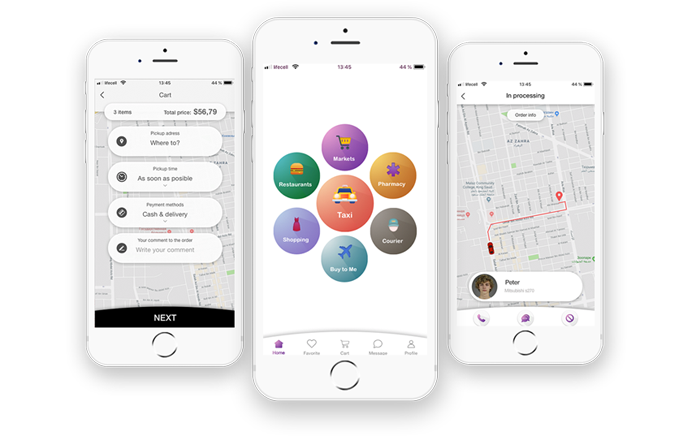 lifecell
13:45
44 %
Cart
3 items
Total price: $56,79
Pickup adress
Where to?
Pickup time
As soon as posible
Payment methods
Cash & delivery
Your comment to the order
Write your comment
NEXT
lifecell
13:45
44 %
Markets
Restaurants
Pharmacy
Taxi
Shopping
Courier
Buy to Me
Home
Favorite
Cart
Message
Profile
lifecell
13:45
44 %
In processing
Order info
AZ ZAHRA
Peter